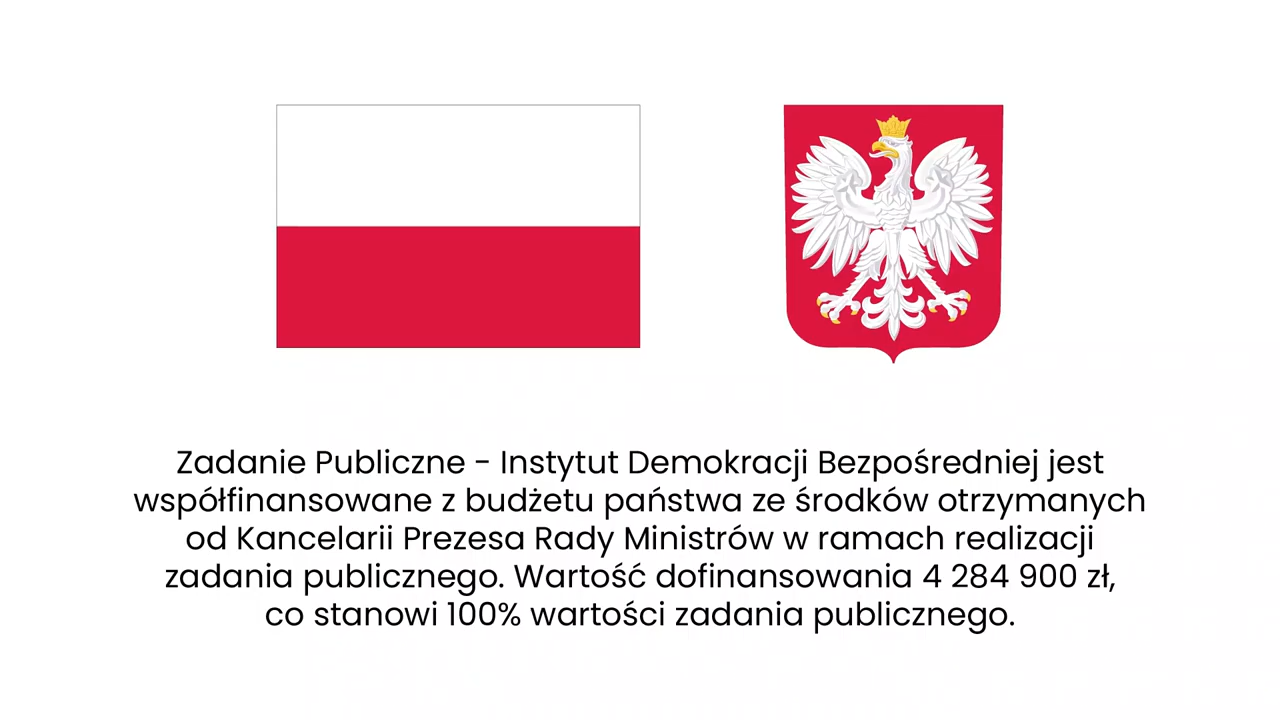 Zadanie Publiczne - Instytut Demokracji Bezpośredniej jest
współfinansowane z budżetu państwa ze środków otrzymanych
od Kancelarii Prezesa Rady Ministrów w ramach realizacji
zadania publicznego. Wartość dofinansowania 4 284 900 zł,
co stanowi 100% wartości zadania publicznego.